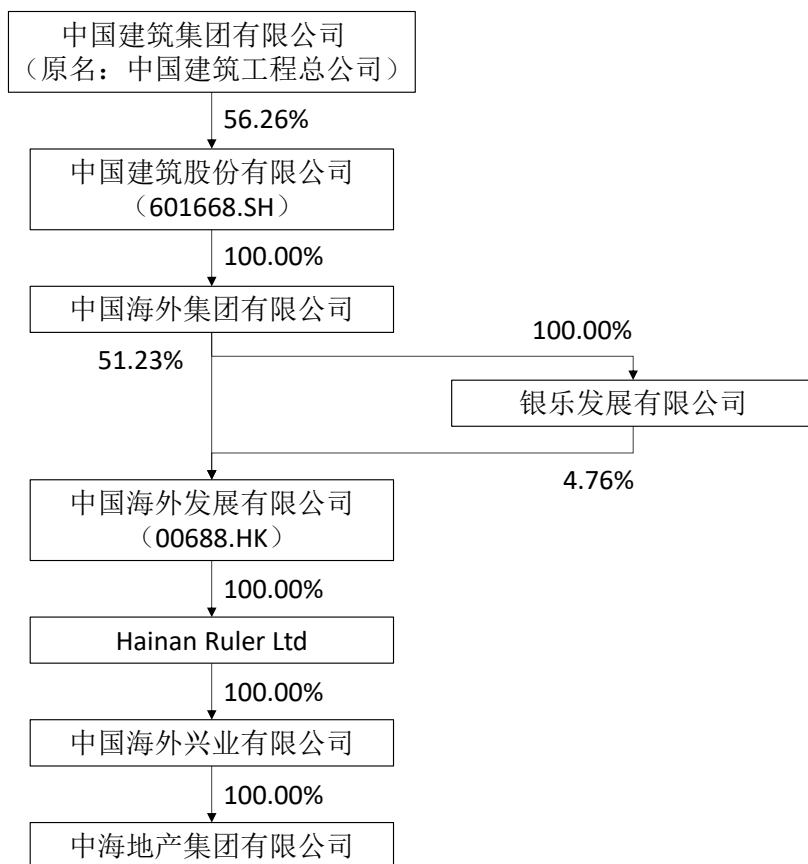 中国建筑集团有限公司
（原名：中国建筑工程总公司）
56.26%
中国建筑股份有限公司
（601668.SH）
100.00%
中国海外集团有限公司
100.00%
51.23%
银乐发展有限公司
4.76%
中国海外发展有限公司
（00688.HK）
100.00%
Hainan Ruler Ltd
100.00%
中国海外兴业有限公司
100.00%
中海地产集团有限公司